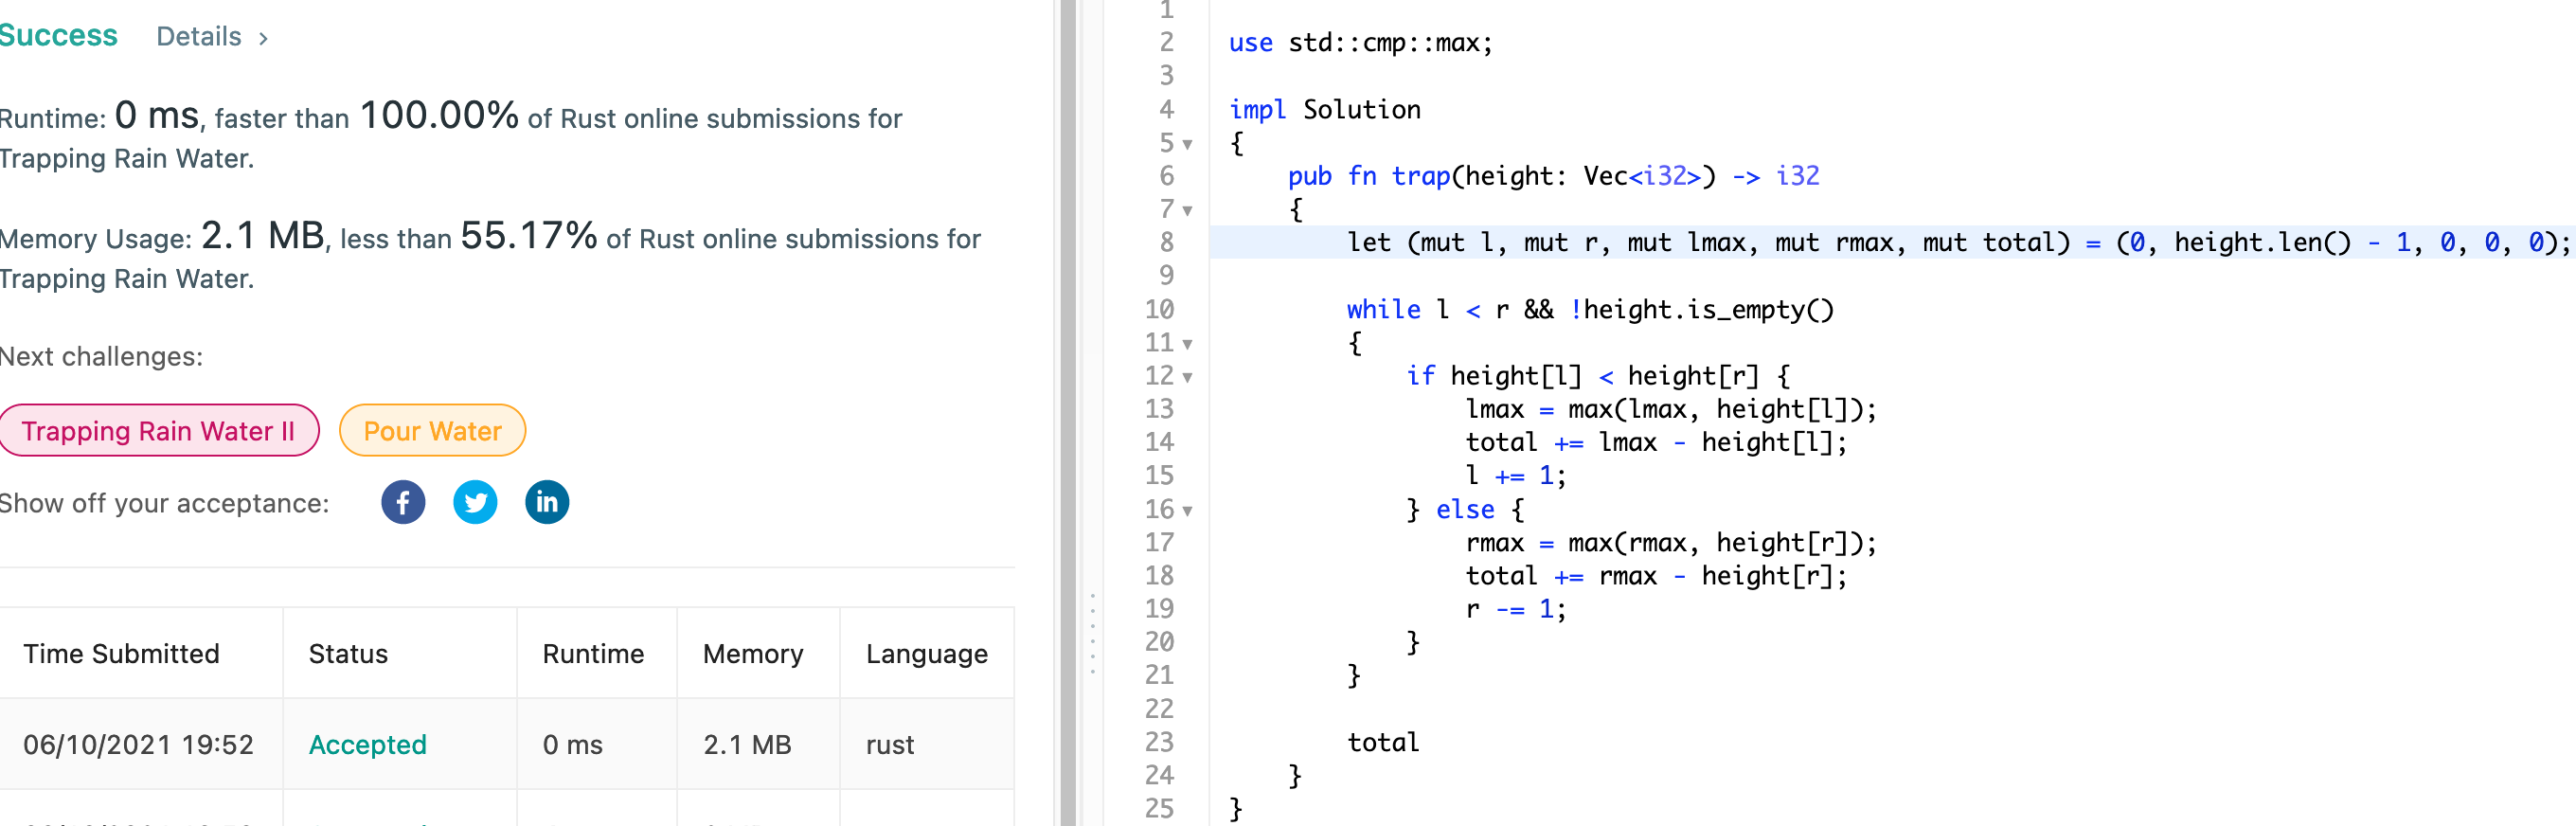 Success Details >
Runtime: 0 ms, faster than 100.00% of Rust online submissions for
Trapping Rain Water.
Memory Usage: 2.1 MB, less than 55.17% of Rust online submissions for
Trapping Rain Water.
Next challenges:
Trapping Rain Water II Pour Water
Show off your acceptance: f in
Time Submitted Status Runtime Memory Language
06/10/2021 19:52 Accepted 0 ms 2.1 MB rust
1
2 use std::cmp::max;
3
4 impl Solution
5 {
6 pub fn trap(height: Vec<i32>) -> i32
7 {
8 let (mut l, mut r, mut lmax, mut rmax, mut total) = (0, height.len() - 1, 0, 0, 0);
9
10 while l < r && !height.is_empty()
11 {
12 if height[l] < height[r] {
13 lmax = max(lmax, height[l]);
14 total += lmax - height[l];
15 l += 1;
16 } else {
17 rmax = max(rmax, height[r]);
18 total += rmax - height[r];
19 r -= 1;
20 }
21 }
22
23 total
24 }
25 }